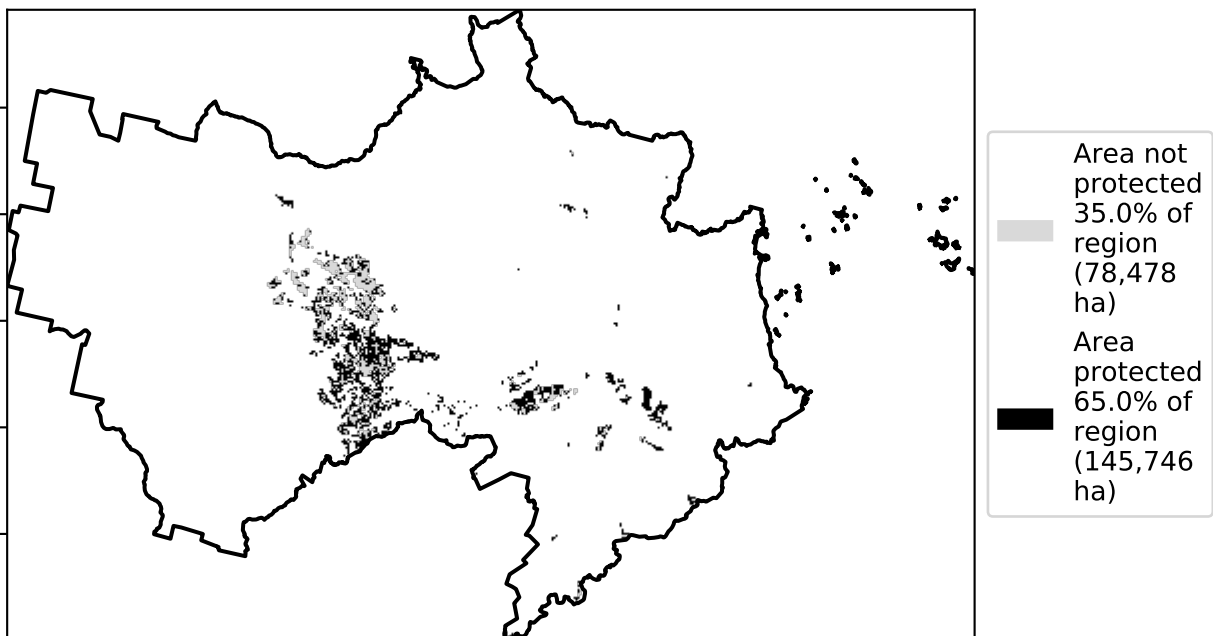 Area not
protected
35.0% of
region
(78,478
ha)
Area
protected
65.0% of
region
(145,746
ha)